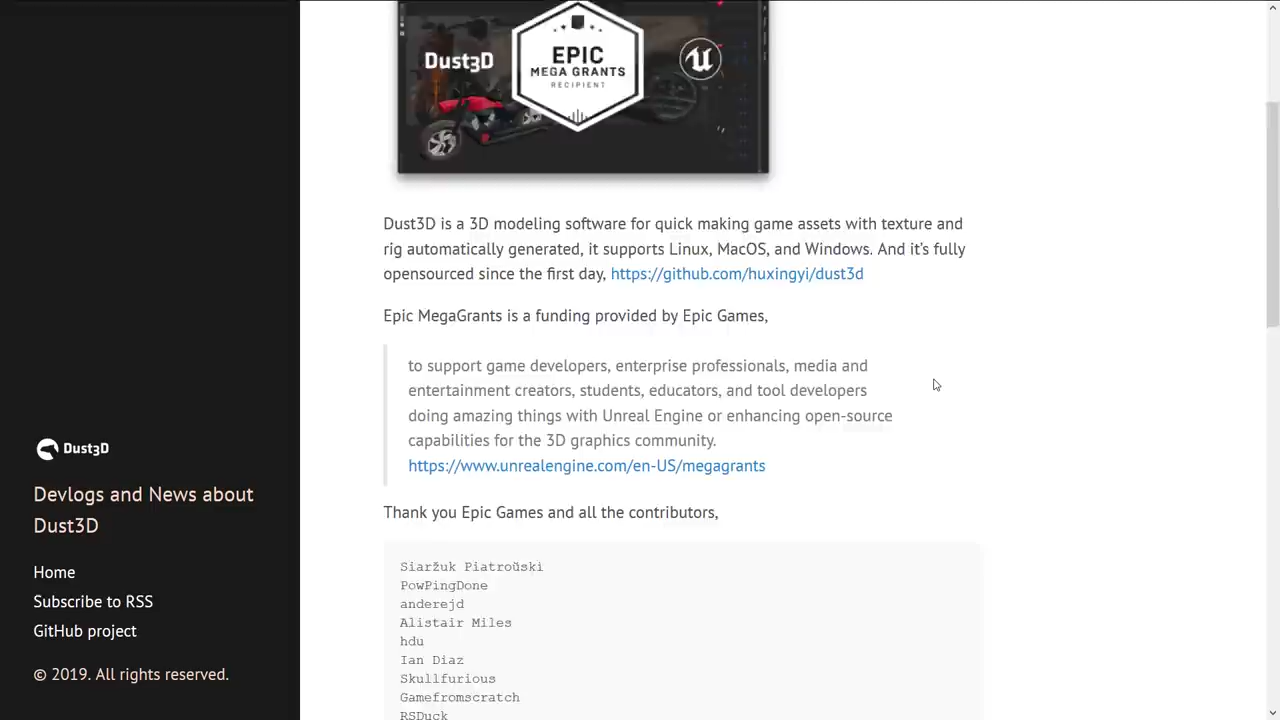 Dust3D
EPIC
MEGA GRANTS
RECIPIENT
Dust3D is a 3D modeling software for quick making game assets with texture and
rig automatically generated, it supports Linux, MacOS, and Windows. And it’s fully
opensourced since the first day, https://github.com/huxingyi/dust3d
Epic MegaGrants is a funding provided by Epic Games,
to support game developers, enterprise professionals, media and
entertainment creators, students, educators, and tool developers
doing amazing things with Unreal Engine or enhancing open-source
capabilities for the 3D graphics community.
https://www.unrealengine.com/en-US/megagrants
Thank you Epic Games and all the contributors,
Siaržuk Piatroŭski
PowPingDone
anderejd
Alistair Miles
hdu
Ian Diaz
Skullfurious
Gamefromscratch
RSDuck
Dust3D
Devlogs and News about
Dust3D
Home
Subscribe to RSS
GitHub project
© 2019. All rights reserved.